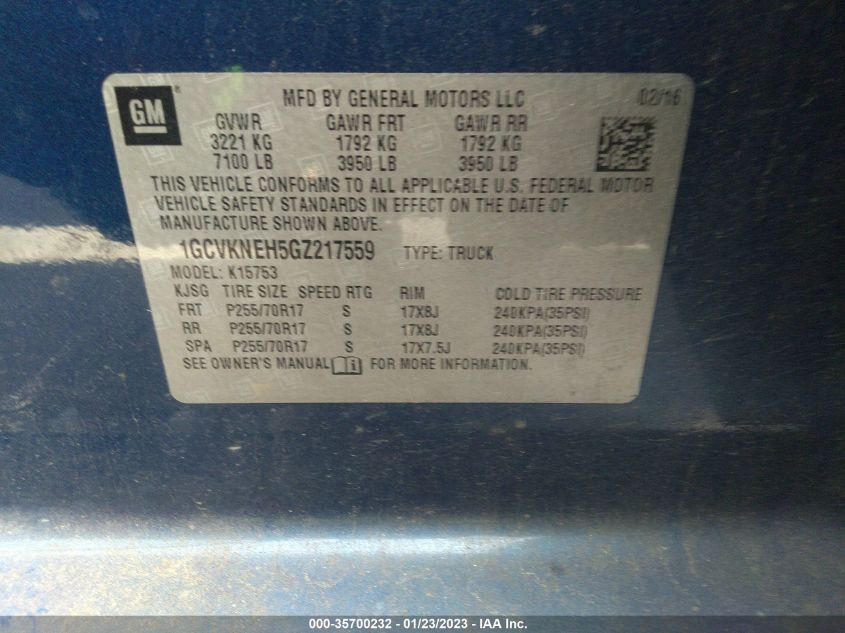 GM ®
MFD BY GENERAL MOTORS LLC 02/16
GVWR GAWR FRT GAWR RR
3221 KG 1792 KG 1792 KG
7100 LB 3950 LB 3950 LB
THIS VEHICLE CONFORMS TO ALL APPLICABLE U.S. FEDERAL MOTOR
VEHICLE SAFETY STANDARDS IN EFFECT ON THE DATE OF
MANUFACTURE SHOWN ABOVE.
1GCVKNEH5GZ217559 TYPE: TRUCK
MODEL: K15753
KJSG TIRE SIZE SPEED RTG RIM COLD TIRE PRESSURE
FRT P255/70R17 S 17X8J 240KPA(35PSI)
RR P255/70R17 S 17X8J 240KPA(35PSI)
SPA P255/70R17 S 17X7.5J 240KPA(35PSI)
SEE OWNER'S MANUAL FOR MORE INFORMATION.
000-35700232 - 01/23/2023 - IAA Inc.